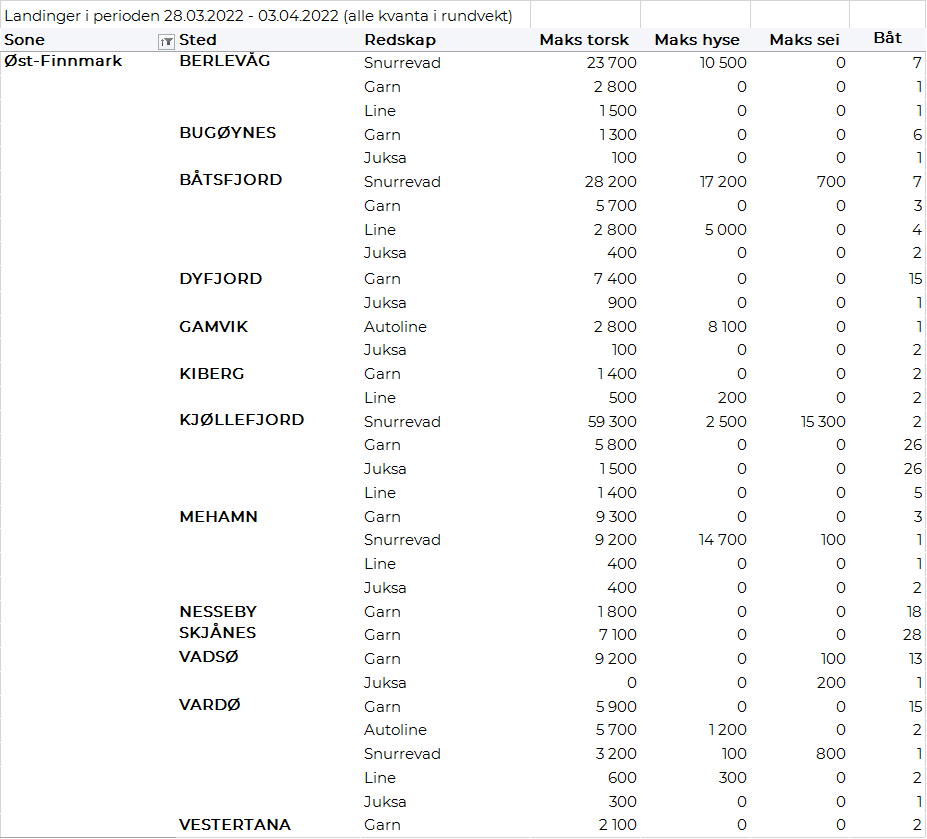 Landinger i perioden 28.03.2022 - 03.04.2022 (alle kvanta i rundvekt)
Sone Sted Redskap Maks torsk Maks hyse Maks sei Båt
Øst-Finnmark BERLEVÅG Snurrevad 23 700 10 500 0 7
Garn 2 800 0 0 1
Line 1 500 0 0 1
BUGØYNES Garn 1 300 0 0 6
Juksa 100 0 0 1
BÅTSFJORD Snurrevad 28 200 17 200 700 7
Garn 5 700 0 0 3
Line 2 800 5 000 0 4
Juksa 400 0 0 2
DYFJORD Garn 7 400 0 0 15
Juksa 900 0 0 1
GAMVIK Autoline 2 800 8 100 0 1
Juksa 100 0 0 2
KIBERG Garn 1 400 0 0 2
Line 500 200 0 2
KJØLLEFJORD Snurrevad 59 300 2 500 15 300 2
Garn 5 800 0 0 26
Juksa 1 500 0 0 26
Line 1 400 0 0 5
MEHAMN Garn 9 300 0 0 3
Snurrevad 9 200 14 700 100 1
Line 400 0 0 1
Juksa 400 0 0 2
NESSEBY Garn 1 800 0 0 18
SKJÅNES Garn 7 100 0 0 28
VADSØ Garn 9 200 0 100 13
Juksa 0 0 200 1
VARDØ Garn 5 900 0 0 15
Autoline 5 700 1 200 0 2
Snurrevad 3 200 100 800 1
Line 600 300 0 2
Juksa 300 0 0 1
VESTERTANA Garn 2 100 0 0 2